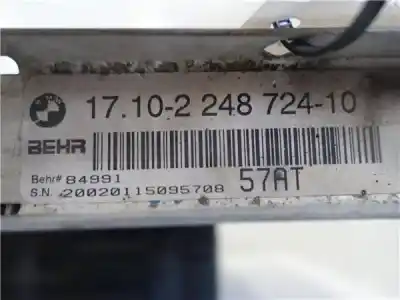 17.10-2 248 724-10
BEHR
Behr# 84991
S.N. 20020115095708 57AT